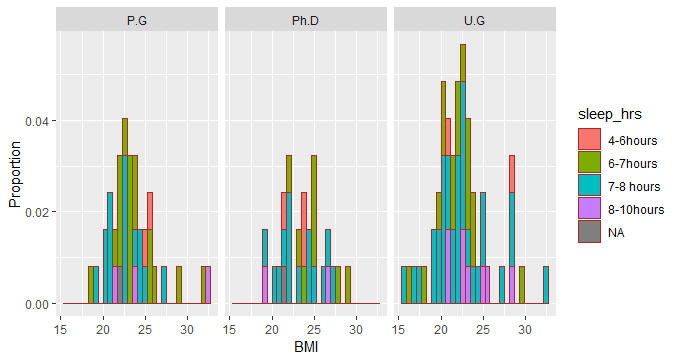 P.G Ph.D U.G
Proportion
0.04
0.02
0.00
15 20 25 30 15 20 25 30 15 20 25 30
BMI
sleep_hrs
4-6hours
6-7hours
7-8 hours
8-10hours
NA